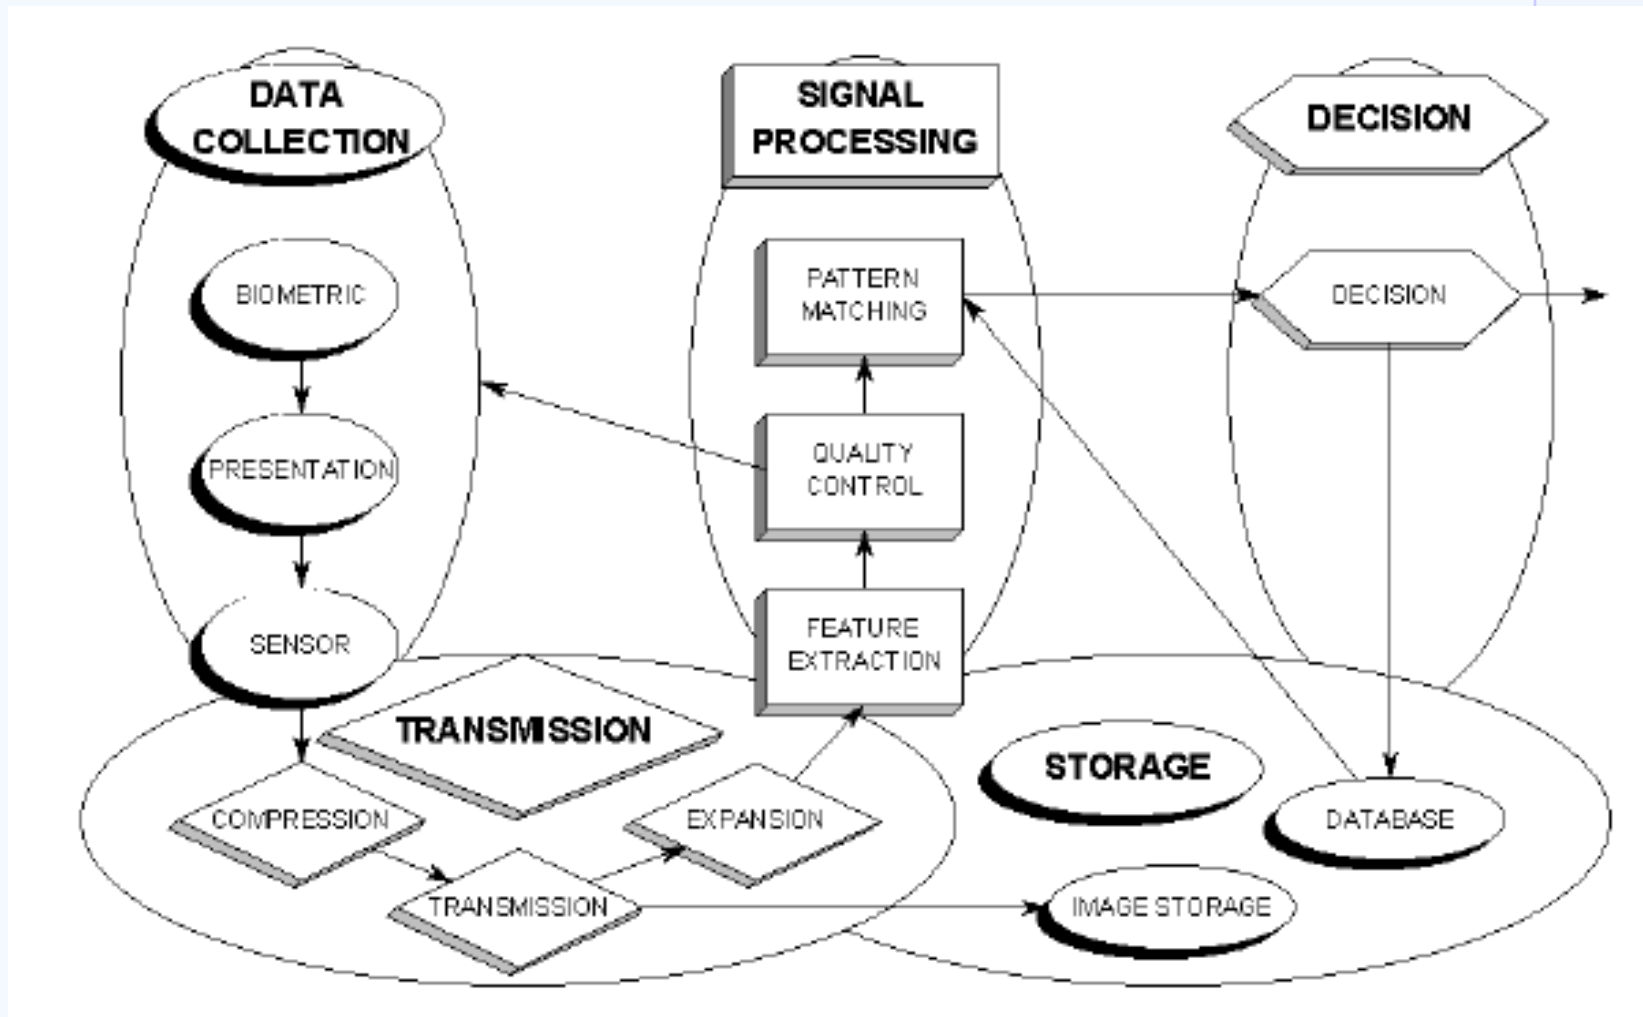 DATA
COLLECTION
SIGNAL
PROCESSING
DECISION
BIOMETRIC
PATTERN
MATCHING
DECISION
PRESENTATION
QUALITY
CONTROL
SENSOR
FEATURE
EXTRACTION
TRANSMISSION
STORAGE
COMPRESSION
EXPANSION
DATABASE
TRANSMISSION
IMAGE STORAGE